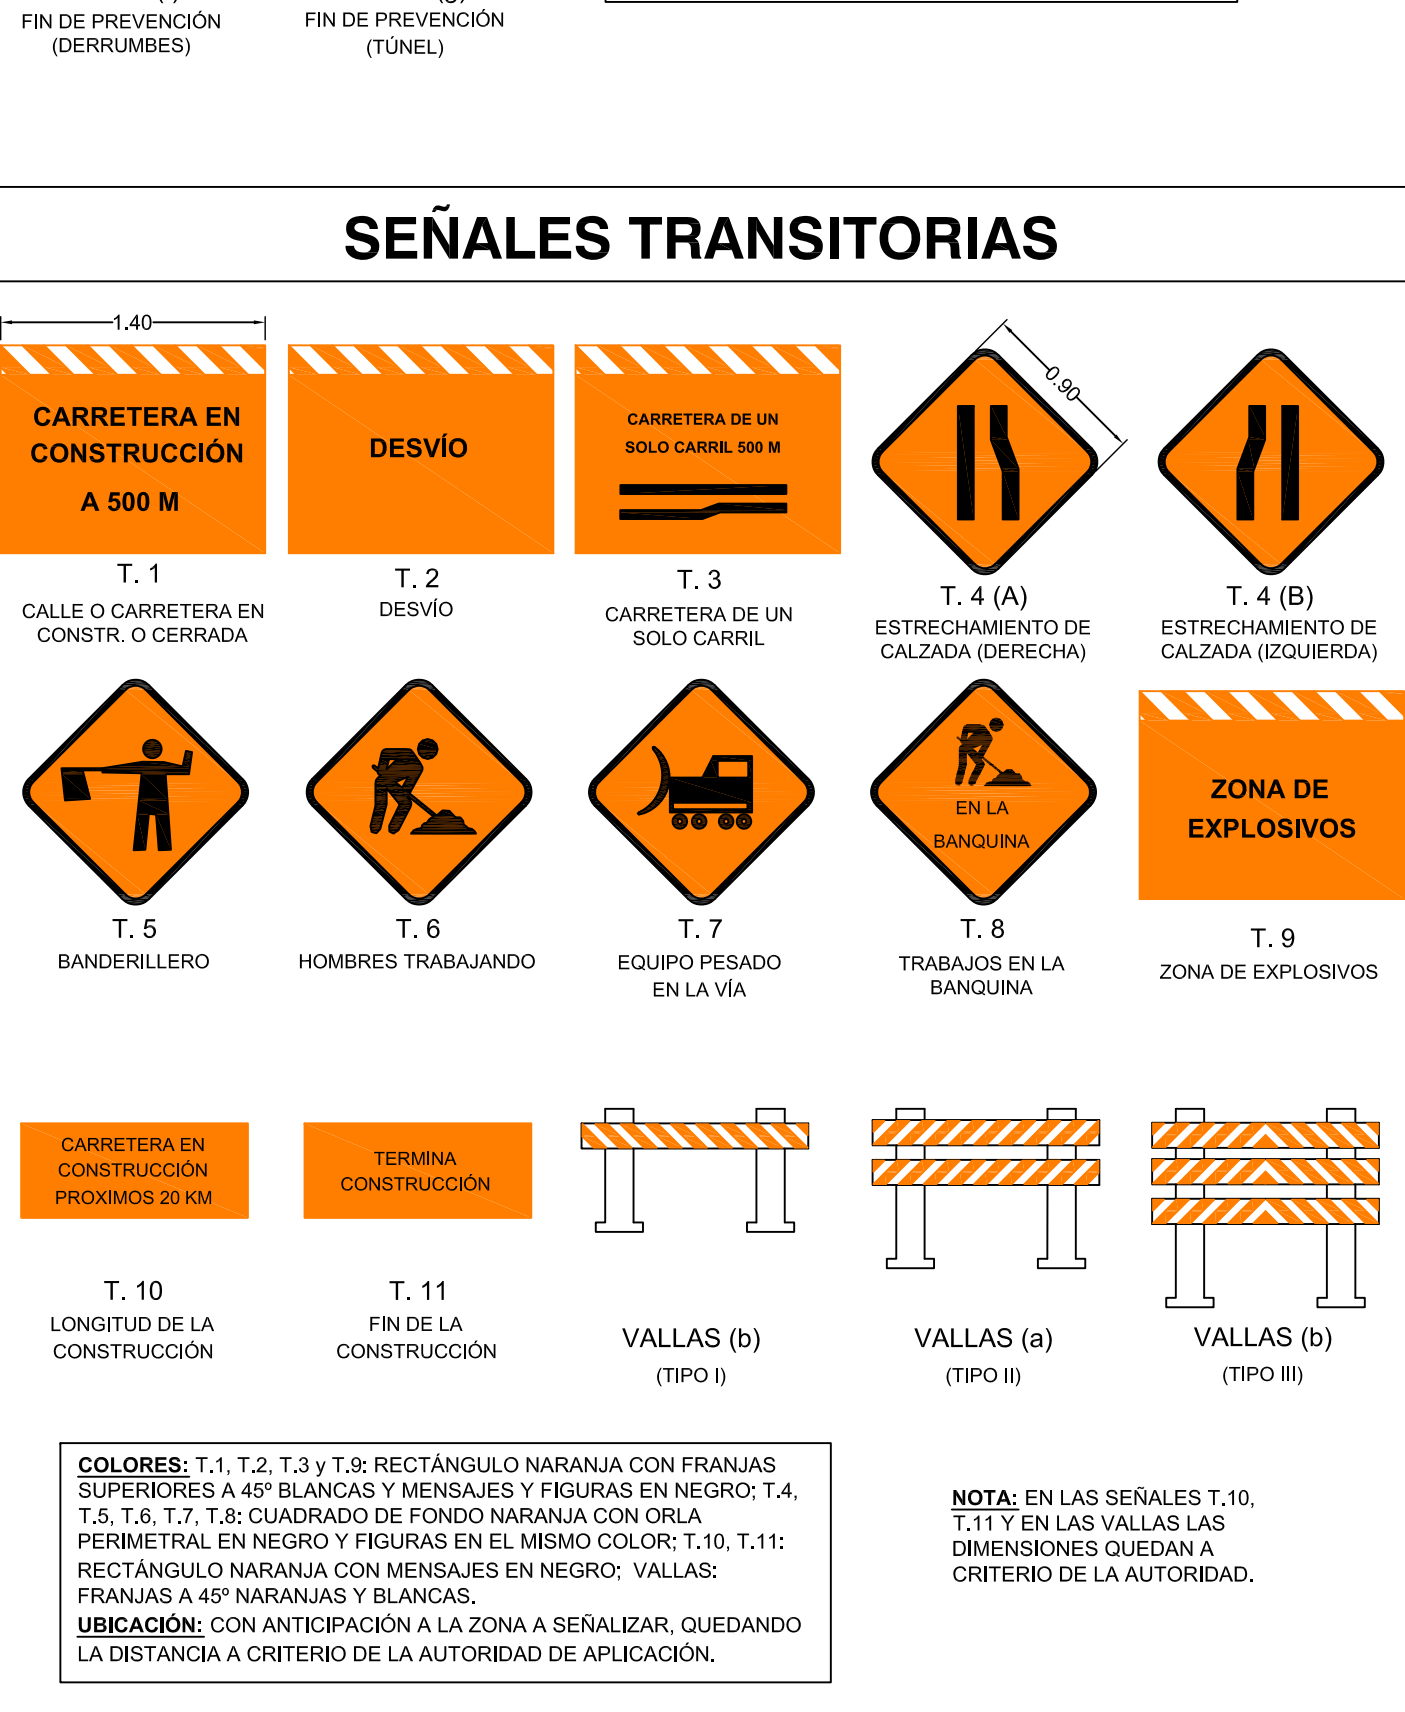 FIN DE PREVENCIÓN
(DERRUMBES)
FIN DE PREVENCIÓN
(TÚNEL)
SEÑALES TRANSITORIAS
1.40
CARRETERA EN
CONSTRUCCIÓN
A 500 M
T. 1
CALLE O CARRETERA EN
CONSTR. O CERRADA
DESVÍO
T. 2
DESVÍO
CARRETERA DE UN
SOLO CARRIL 500 M
T. 3
CARRETERA DE UN
SOLO CARRIL
0.90
T. 4 (A)
ESTRECHAMIENTO DE
CALZADA (DERECHA)
T. 4 (B)
ESTRECHAMIENTO DE
CALZADA (IZQUIERDA)
T. 5
BANDERILLERO
T. 6
HOMBRES TRABAJANDO
T. 7
EQUIPO PESADO
EN LA VÍA
EN LA
BANQUINA
T. 8
TRABAJOS EN LA
BANQUINA
ZONA DE
EXPLOSIVOS
T. 9
ZONA DE EXPLOSIVOS
CARRETERA EN
CONSTRUCCIÓN
PROXIMOS 20 KM
T. 10
LONGITUD DE LA
CONSTRUCCIÓN
TERMINA
CONSTRUCCIÓN
T. 11
FIN DE LA
CONSTRUCCIÓN
VALLAS (b)
(TIPO I)
VALLAS (a)
(TIPO II)
VALLAS (b)
(TIPO III)
COLORES: T.1, T.2, T.3 y T.9: RECTÁNGULO NARANJA CON FRANJAS
SUPERIORES A 45º BLANCAS Y MENSAJES Y FIGURAS EN NEGRO; T.4,
T.5, T.6, T.7, T.8: CUADRADO DE FONDO NARANJA CON ORLA
PERIMETRAL EN NEGRO Y FIGURAS EN EL MISMO COLOR; T.10, T.11:
RECTÁNGULO NARANJA CON MENSAJES EN NEGRO; VALLAS:
FRANJAS A 45º NARANJAS Y BLANCAS.
UBICACIÓN: CON ANTICIPACIÓN A LA ZONA A SEÑALIZAR, QUEDANDO
LA DISTANCIA A CRITERIO DE LA AUTORIDAD DE APLICACIÓN.
NOTA: EN LAS SEÑALES T.10,
T.11 Y EN LAS VALLAS LAS
DIMENSIONES QUEDAN A
CRITERIO DE LA AUTORIDAD.